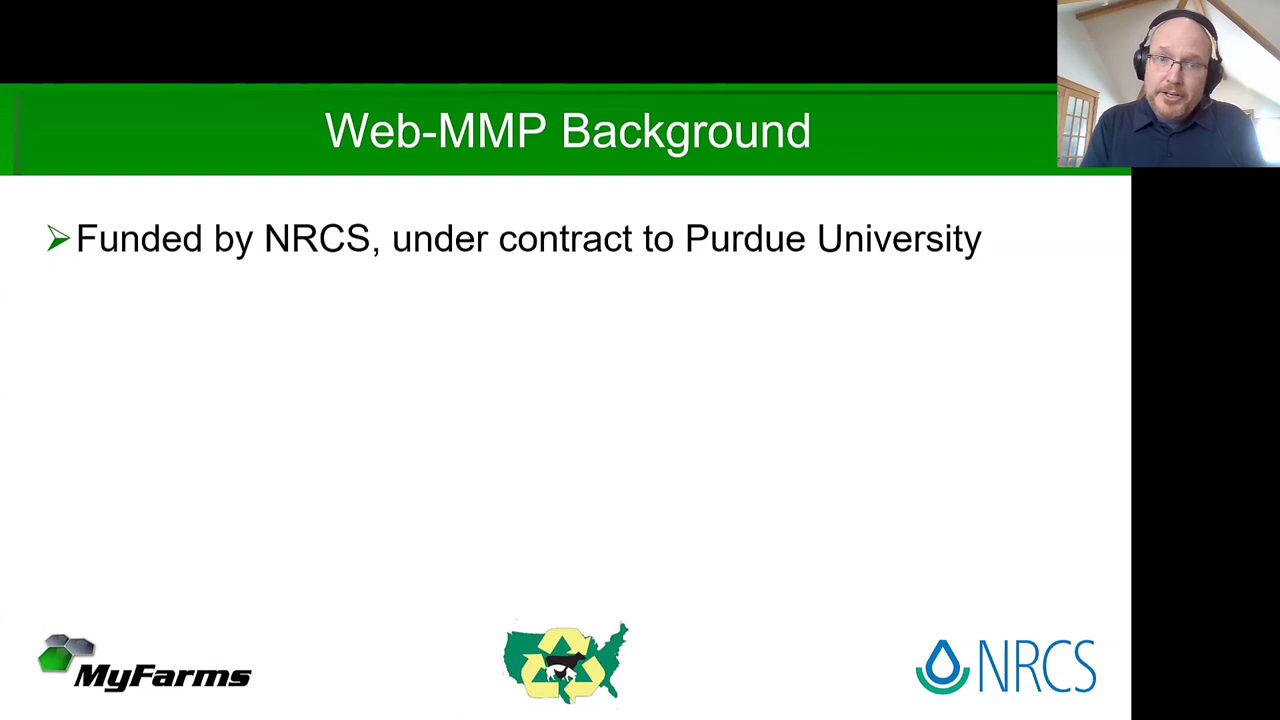 Web-MMP Background
Funded by NRCS, under contract to Purdue University
MyFarms
NRCS